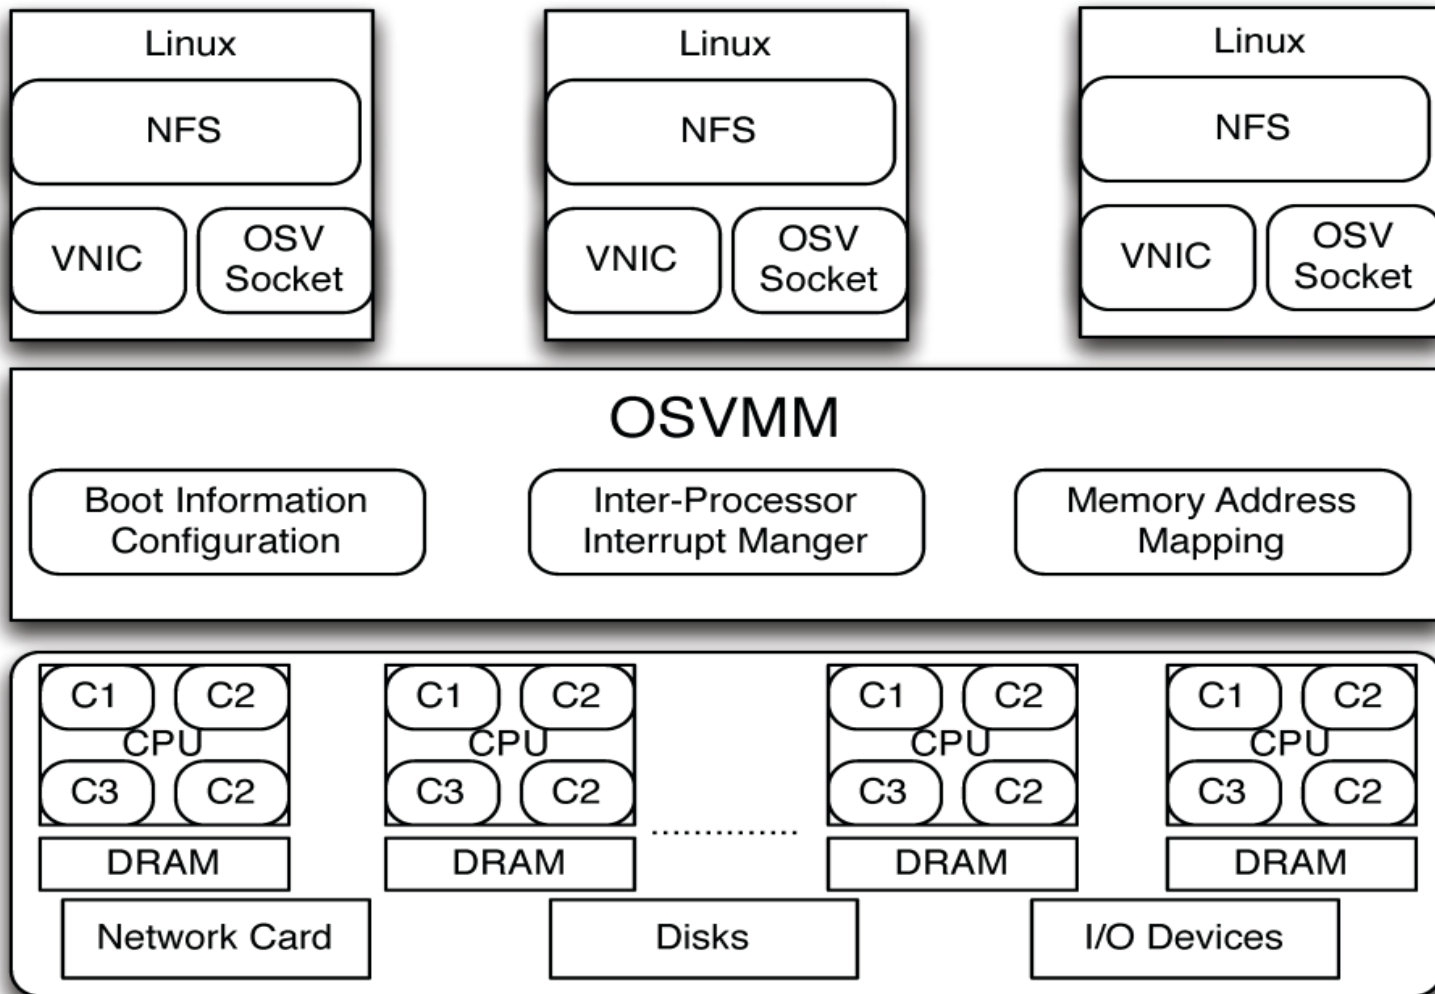 Linux
NFS
VNIC
OSV
Socket
Linux
NFS
VNIC
OSV
Socket
Linux
NFS
VNIC
OSV
Socket
OSVMM
Boot Information
Configuration
Inter-Processor
Interrupt Manger
Memory Address
Mapping
C1 C2
CPU
C3 C2
DRAM
C1 C2
CPU
C3 C2
DRAM
C1 C2
CPU
C3 C2
DRAM
C1 C2
CPU
C3 C2
DRAM
Network Card
Disks
I/O Devices